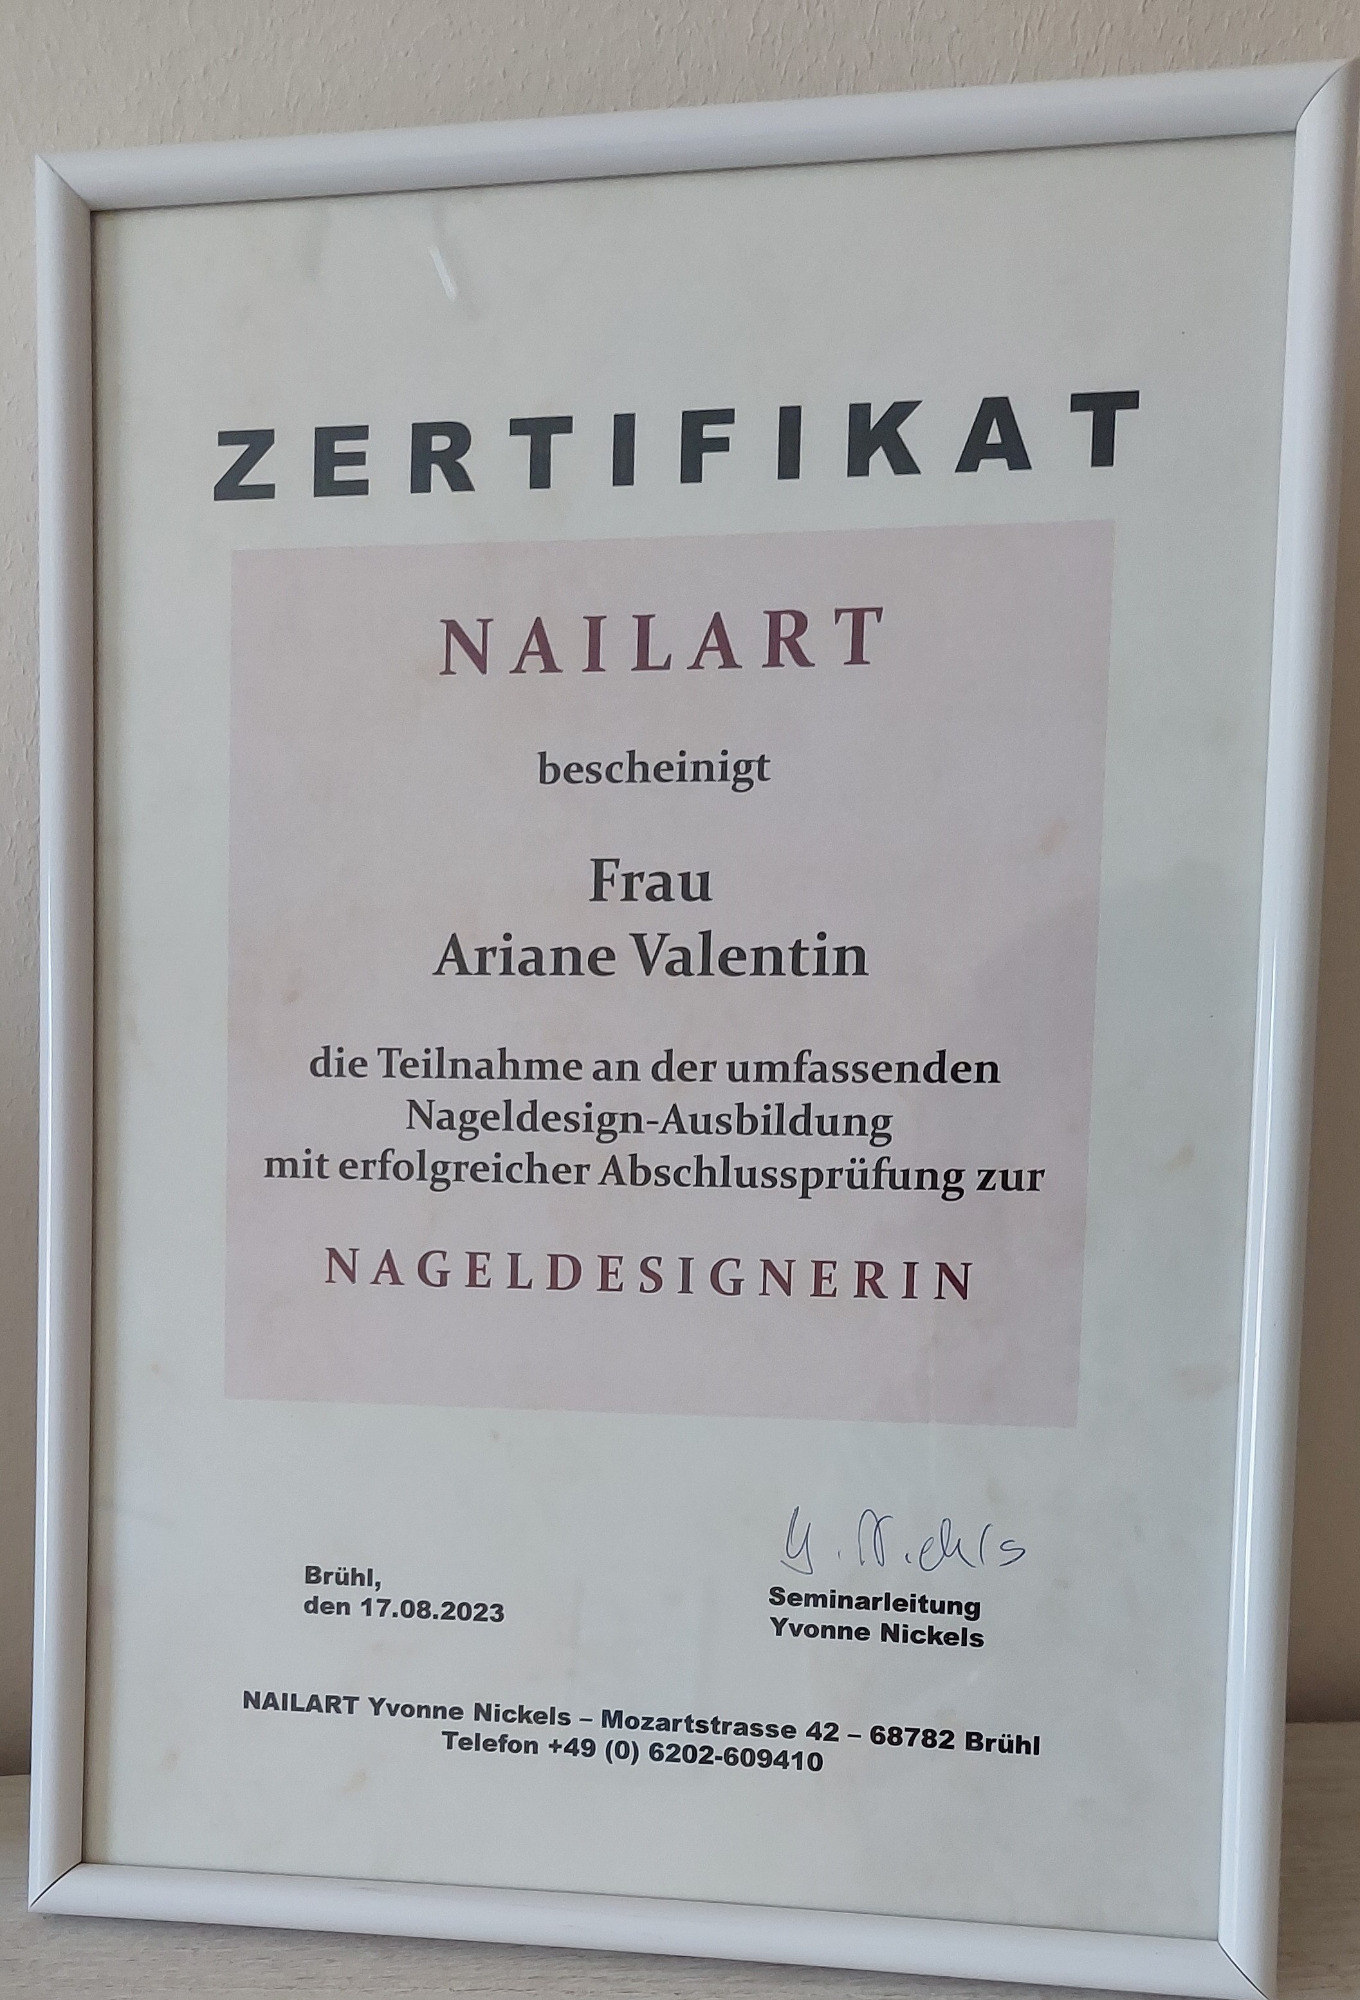 ZERTIFIKAT
NAILART
bescheinigt
Frau
Ariane Valentin
die Teilnahme an der umfassenden
Nageldesign-Ausbildung
mit erfolgreicher Abschlussprüfung zur
NAGELDESIGNERIN
Y. Nickels
Brühl,
den 17.08.2023
Seminarleitung
Yvonne Nickels
NAILART Yvonne Nickels – Mozartstrasse 42 – 68782 Brühl
Telefon +49 (0) 6202-609410